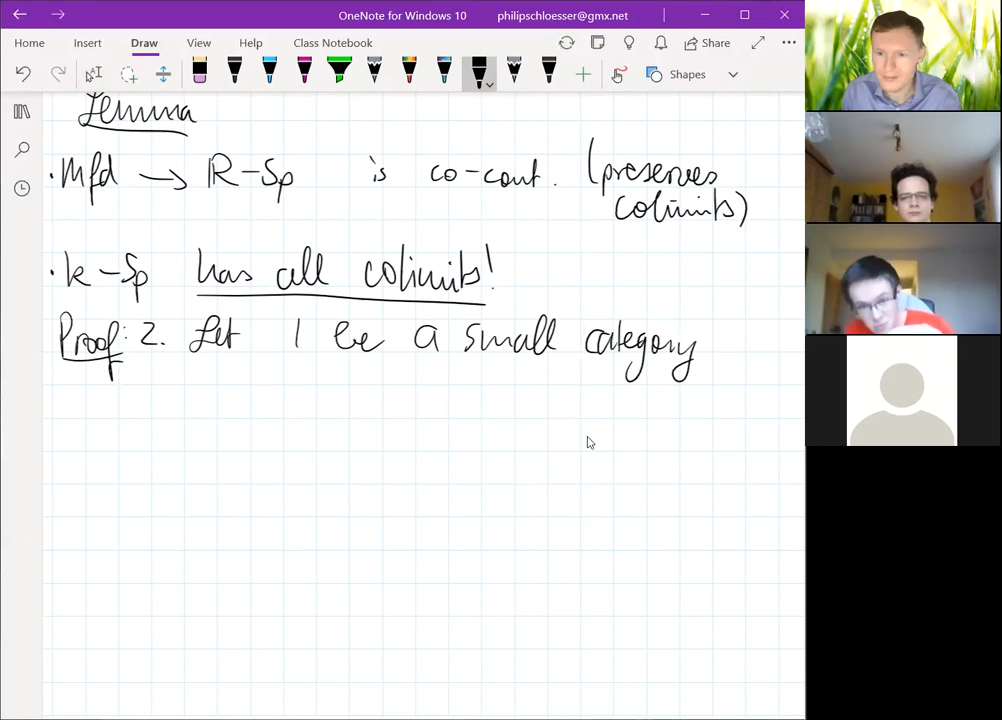 OneNote for Windows 10 philipschloesser@gmx.net
Home Insert Draw View Help Class Notebook Share
Shapes
Lemma
· Mfd → R-Sp is co-cont. (preserves
colimits)
· k-Sp has all colimits!
Proof: 2. Let I be a small category